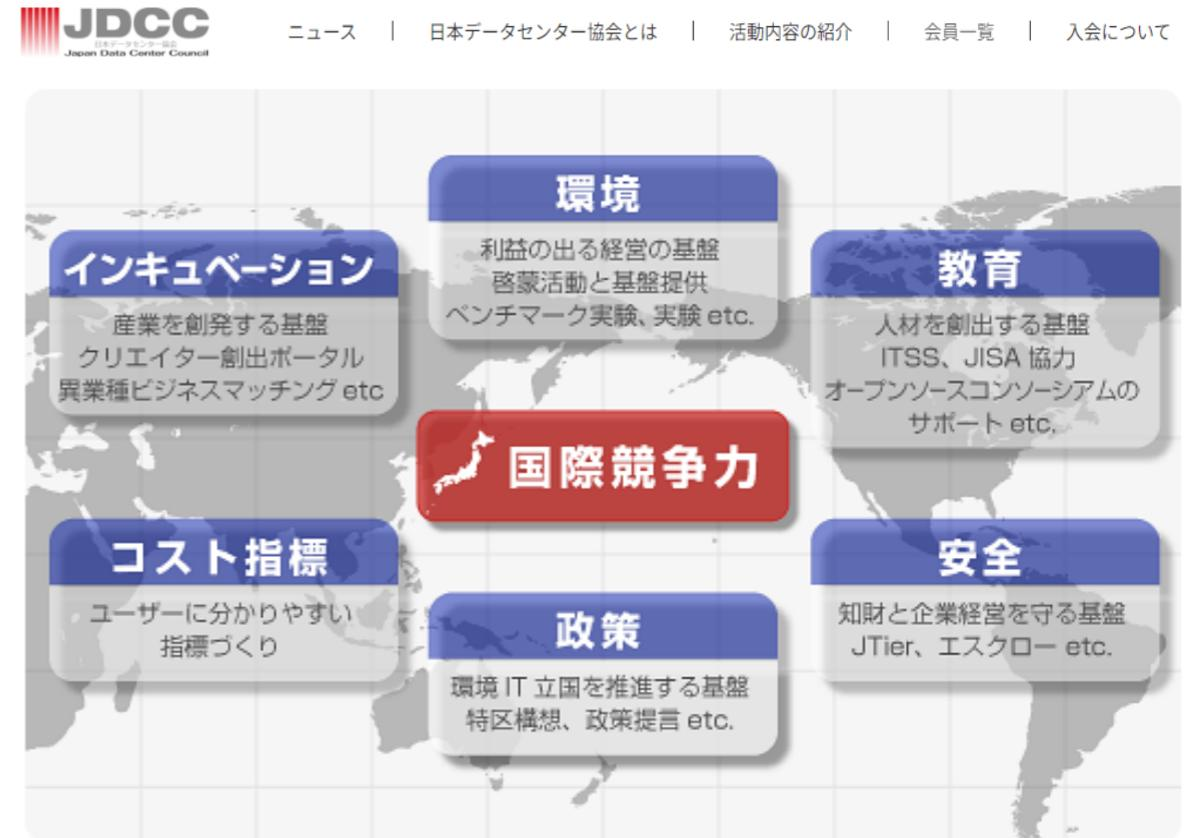 JDCC
日本データセンター協会
Japan Data Center Council
ニュース
日本データセンター協会とは
活動内容の紹介
会員一覧
入会について
環境
利益の出る経営の基盤
啓蒙活動と基盤提供
ベンチマーク実験、実験 etc.
インキュベーション
産業を創発する基盤
クリエイター創出ポータル
異業種ビジネスマッチング etc
教育
人材を創出する基盤
ITSS、JISA 協力
オープンソースコンソーシアムの
サポート etc.
国際競争力
コスト指標
ユーザーに分かりやすい
指標づくり
政策
環境 IT 立国を推進する基盤
特区構想、政策提言 etc.
安全
知財と企業経営を守る基盤
JTier、エスクロー etc.